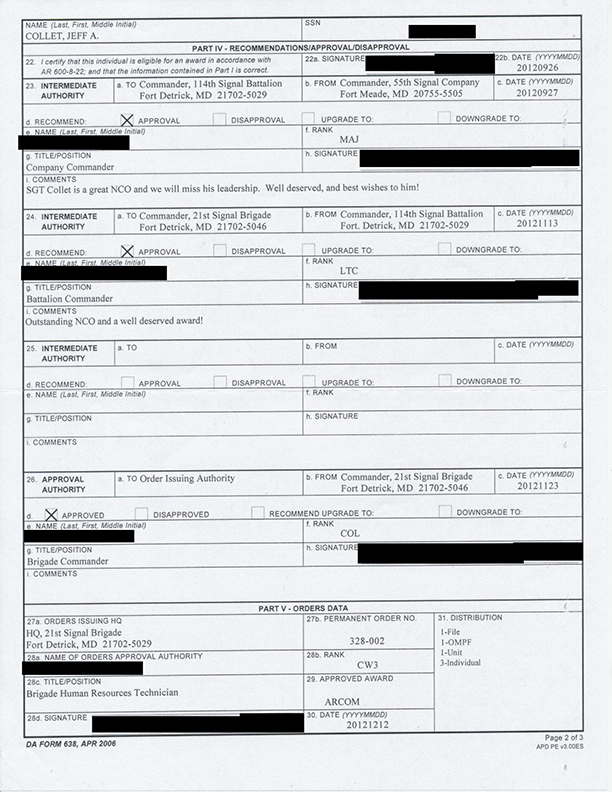 NAME (Last, First, Middle Initial) SSN
COLLET, JEFF A.
PART IV - RECOMMENDATIONS/APPROVAL/DISAPPROVAL
22. I certify that this individual is eligible for an award in accordance with 22a. SIGNATURE 22b. DATE (YYYYMMDD)
AR 600-8-22; and that the information contained in Part I is correct. 20120926
23. INTERMEDIATE a. TO Commander, 114th Signal Battalion b. FROM Commander, 55th Signal Company c. DATE (YYYYMMDD)
AUTHORITY Fort Detrick, MD 21702-5029 Fort Meade, MD 20755-5505 20120927
d. RECOMMEND: X APPROVAL DISAPPROVAL UPGRADE TO: DOWNGRADE TO:
e. NAME (Last, First, Middle Initial) f. RANK
MAJ
g. TITLE/POSITION h. SIGNATURE
Company Commander
i. COMMENTS
SGT Collet is a great NCO and we will miss his leadership. Well deserved, and best wishes to him!
24. INTERMEDIATE a. TO Commander, 21st Signal Brigade b. FROM Commander, 114th Signal Battalion c. DATE (YYYYMMDD)
AUTHORITY Fort Detrick, MD 21702-5046 Fort. Detrick, MD 21702-5029 20121113
d. RECOMMEND: X APPROVAL DISAPPROVAL UPGRADE TO: DOWNGRADE TO:
e. NAME (Last, First, Middle Initial) f. RANK
LTC
g. TITLE/POSITION h. SIGNATURE
Battalion Commander
i. COMMENTS
Outstanding NCO and a well deserved award!
25. INTERMEDIATE a. TO b. FROM c. DATE (YYYYMMDD)
AUTHORITY
d. RECOMMEND: APPROVAL DISAPPROVAL UPGRADE TO: DOWNGRADE TO:
e. NAME (Last, First, Middle Initial) f. RANK
g. TITLE/POSITION h. SIGNATURE
i. COMMENTS
26. APPROVAL a. TO Order Issuing Authority b. FROM Commander, 21st Signal Brigade c. DATE (YYYYMMDD)
AUTHORITY Fort Detrick, MD 21702-5046 20121123
d. X APPROVED DISAPPROVED RECOMMEND UPGRADE TO: DOWNGRADE TO:
e. NAME (Last, First, Middle Initial) f. RANK
COL
g. TITLE/POSITION h. SIGNATURE
Brigade Commander
i. COMMENTS
PART V - ORDERS DATA
27a. ORDERS ISSUING HQ 27b. PERMANENT ORDER NO. 31. DISTRIBUTION
HQ, 21st Signal Brigade 328-002 1-File
Fort Detrick, MD 21702-5029 1-OMPF
28a. NAME OF ORDERS APPROVAL AUTHORITY 28b. RANK 1-Unit
CW3 3-Individual
28c. TITLE/POSITION 29. APPROVED AWARD
Brigade Human Resources Technician ARCOM
28d. SIGNATURE 30. DATE (YYYYMMDD)
20121212
DA FORM 638, APR 2006 Page 2 of 3
APD PE v3.00ES